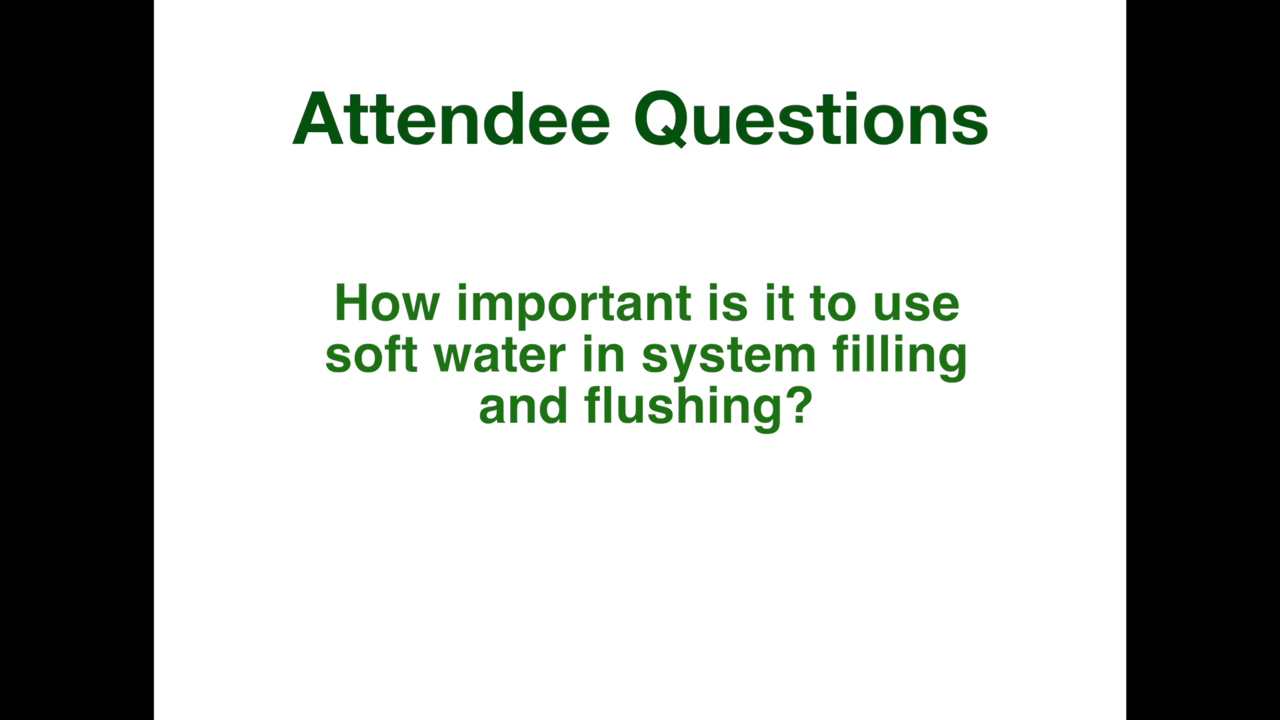 Attendee Questions
How important is it to use
soft water in system filling
and flushing?